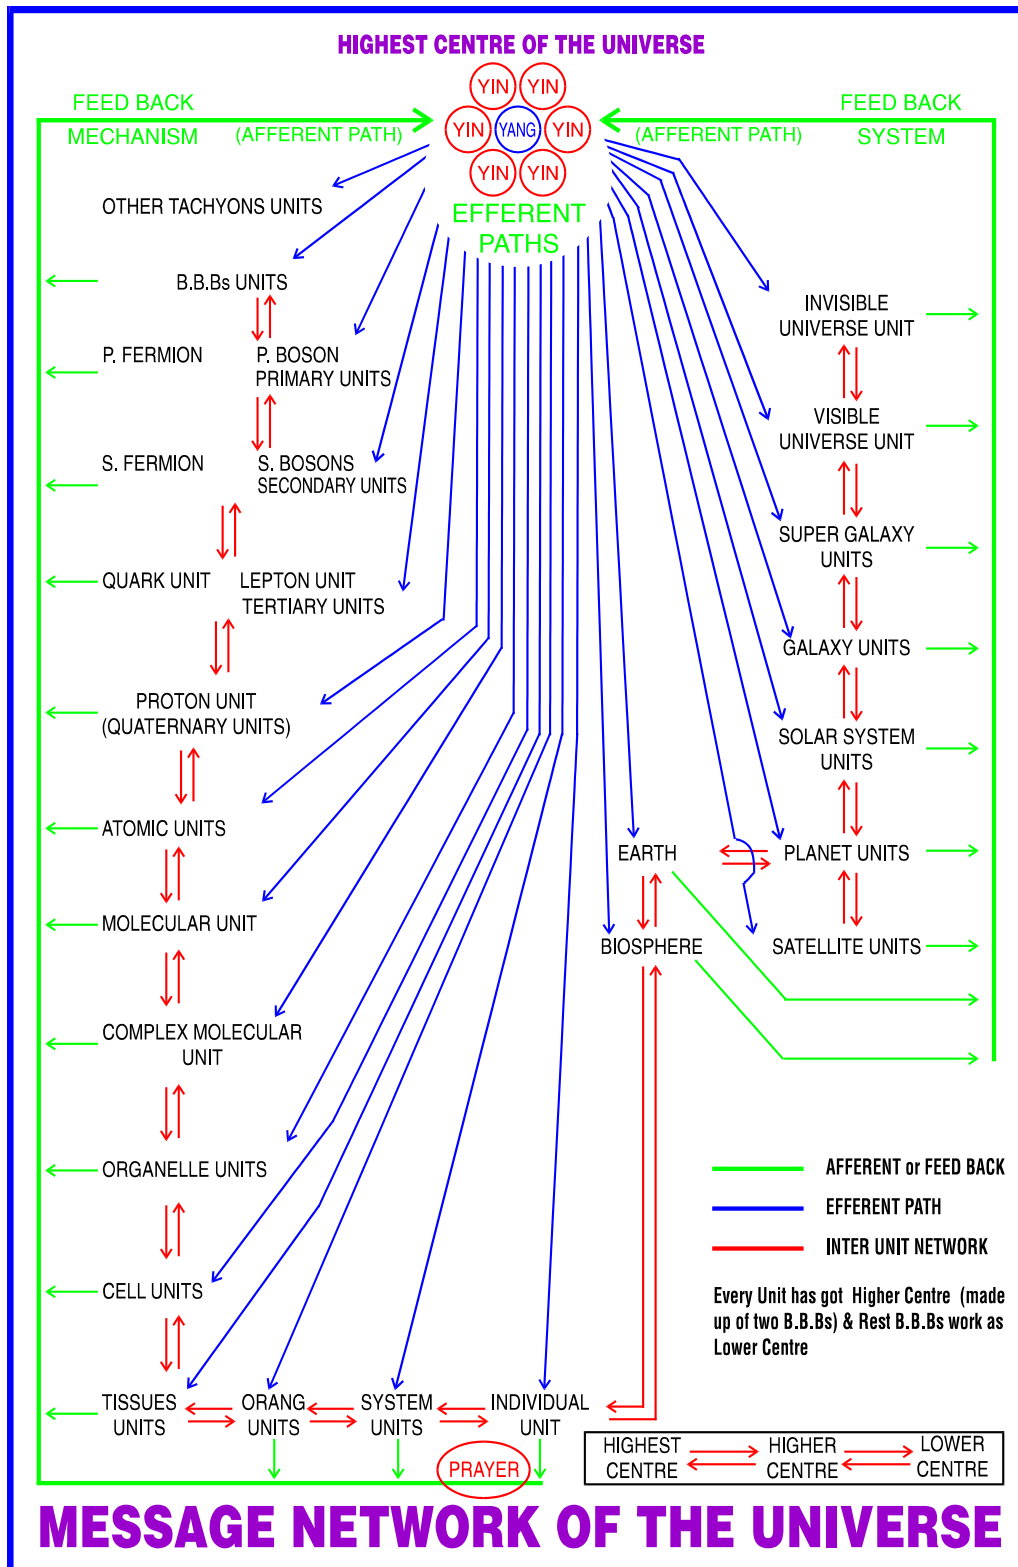 HIGHEST CENTRE OF THE UNIVERSE
YIN YIN
YIN YANG YIN
YIN YIN
FEED BACK
MECHANISM (AFFERENT PATH)
FEED BACK
(AFFERENT PATH) SYSTEM
EFFERENT
PATHS
OTHER TACHYONS UNITS
B.B.Bs UNITS
P. FERMION P. BOSON
PRIMARY UNITS
S. FERMION S. BOSONS
SECONDARY UNITS
QUARK UNIT LEPTON UNIT
TERTIARY UNITS
PROTON UNIT
(QUATERNARY UNITS)
ATOMIC UNITS
MOLECULAR UNIT
COMPLEX MOLECULAR
UNIT
ORGANELLE UNITS
CELL UNITS
TISSUES
UNITS
ORANG
UNITS
SYSTEM
UNITS
INDIVIDUAL
UNIT
PRAYER
INVISIBLE
UNIVERSE UNIT
VISIBLE
UNIVERSE UNIT
SUPER GALAXY
UNITS
GALAXY UNITS
SOLAR SYSTEM
UNITS
EARTH
PLANET UNITS
BIOSPHERE
SATELLITE UNITS
AFFERENT or FEED BACK
EFFERENT PATH
INTER UNIT NETWORK
Every Unit has got Higher Centre (made
up of two B.B.Bs) & Rest B.B.Bs work as
Lower Centre
HIGHEST
CENTRE
HIGHER
CENTRE
LOWER
CENTRE
MESSAGE NETWORK OF THE UNIVERSE